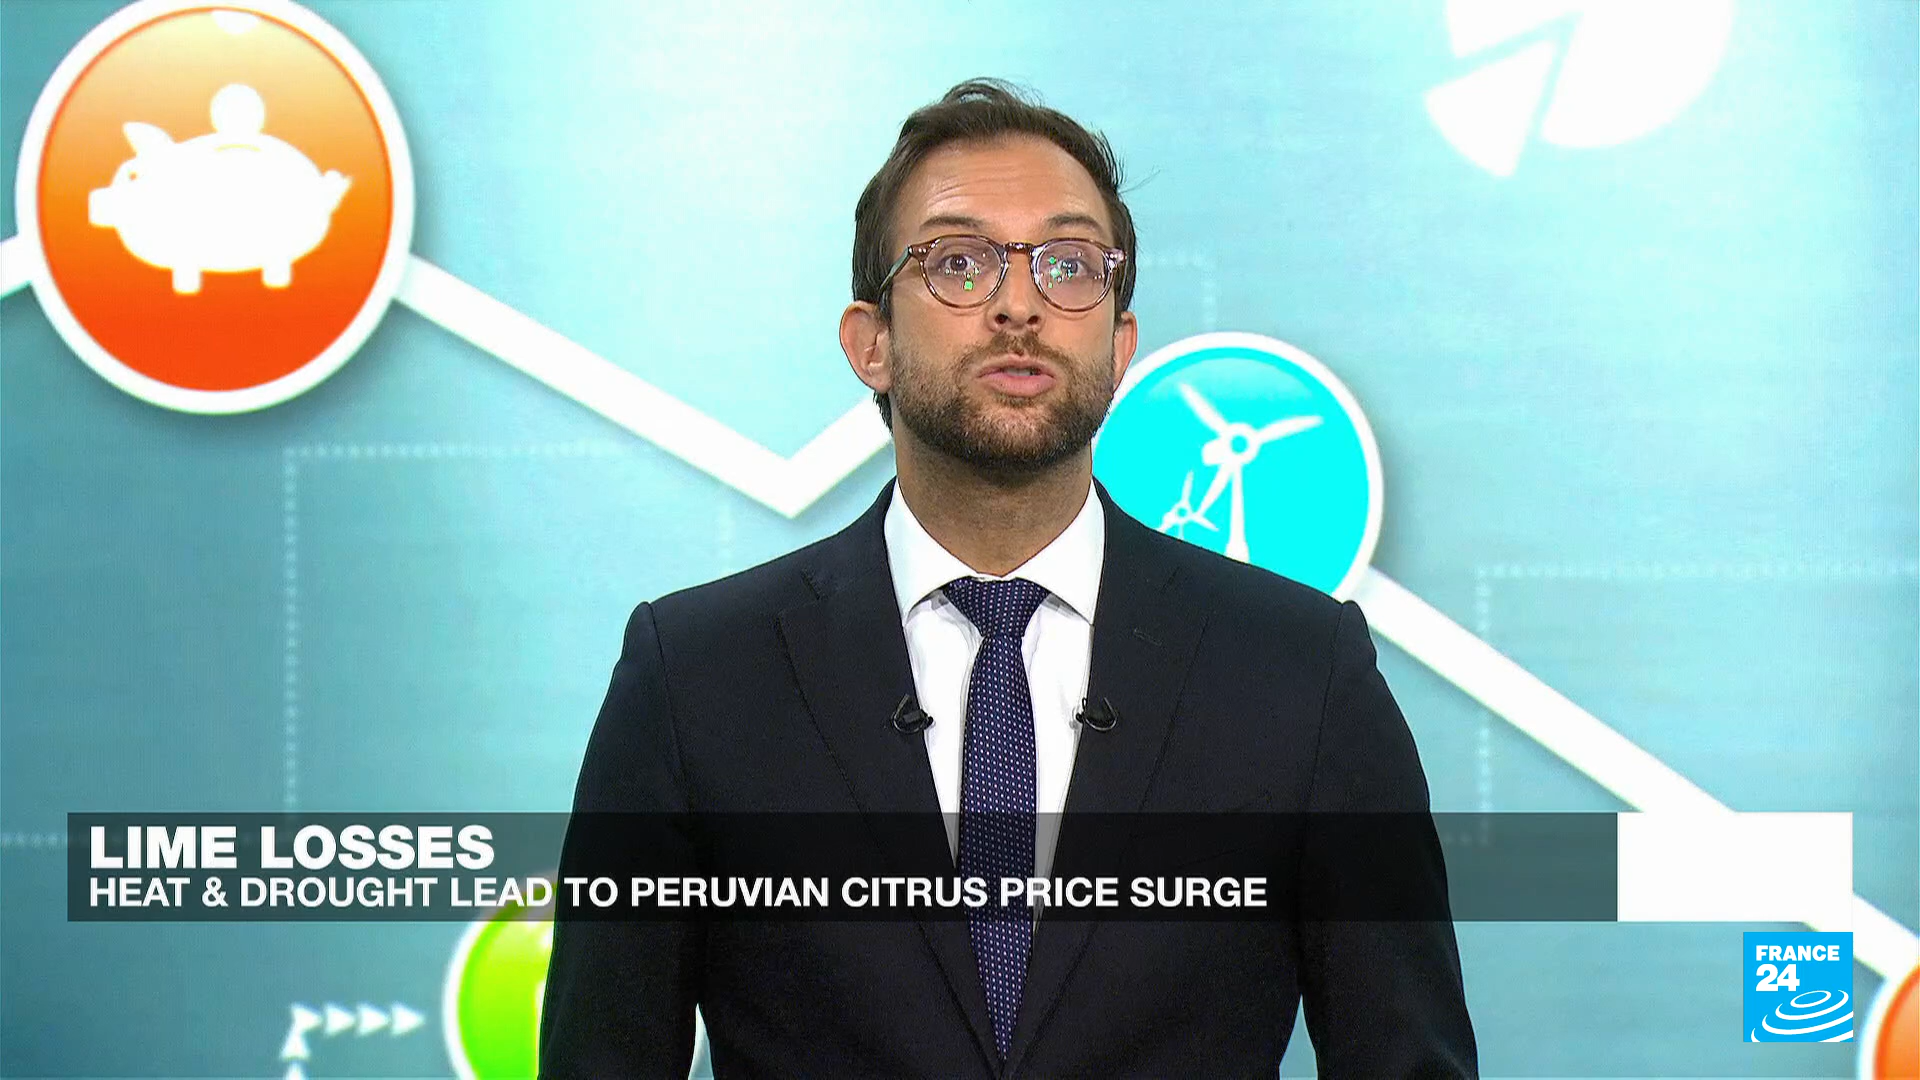 LIME LOSSES
HEAT & DROUGHT LEAD TO PERUVIAN CITRUS PRICE SURGE
FRANCE
24